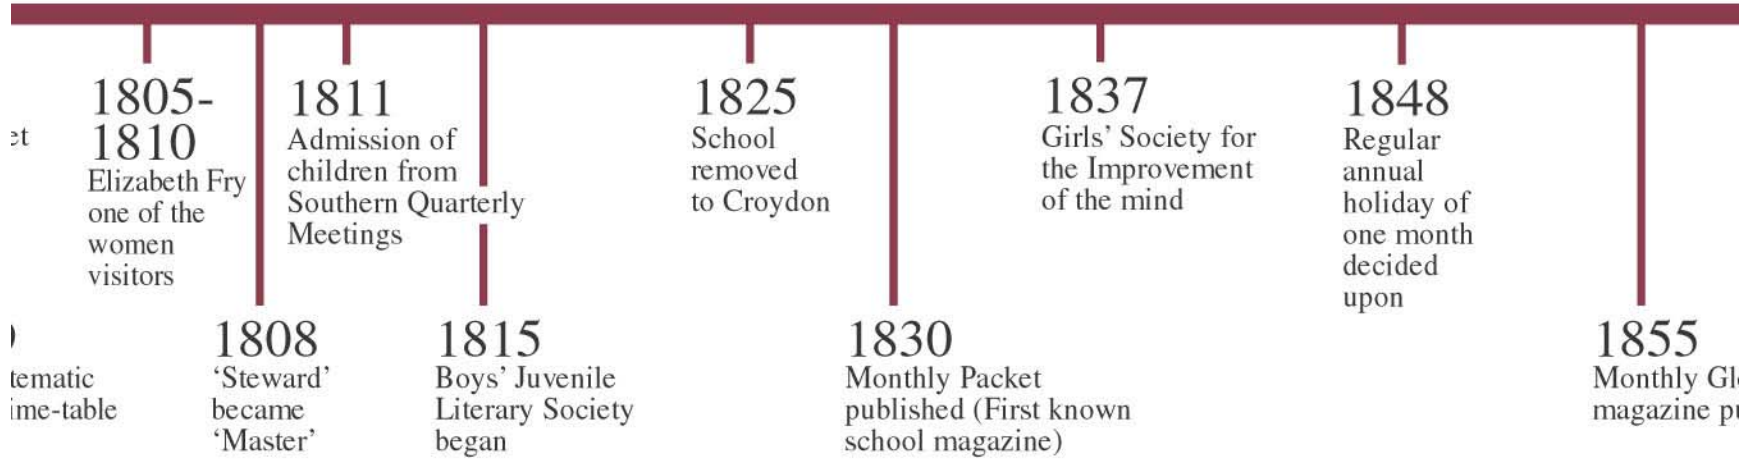 1805-
1810
Elizabeth Fry
one of the
women
visitors
1808
‘Steward’
became
‘Master’
1811
Admission of
children from
Southern Quarterly
Meetings
1815
Boys’ Juvenile
Literary Society
began
1825
School
removed
to Croydon
1830
Monthly Packet
published (First known
school magazine)
1837
Girls’ Society for
the Improvement
of the mind
1848
Regular
annual
holiday of
one month
decided
upon
1855
Monthly
magazine